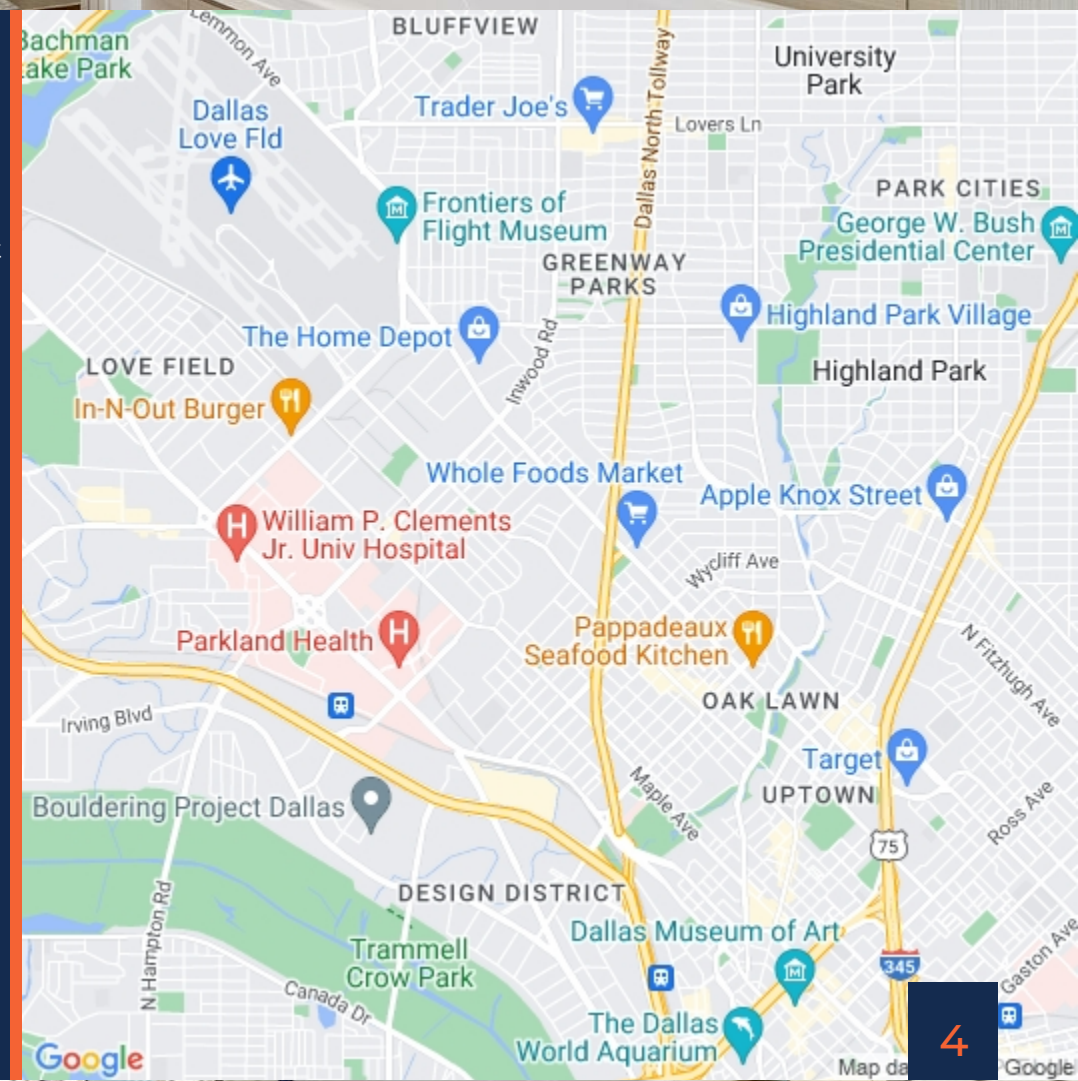 Bachman
Lake Park
Lemmon Ave
BLUFFVIEW
Dallas North Tollway
University
Park
Dallas
Love Fld
Trader Joe's
Lovers Ln
PARK CITIES
Frontiers of
Flight Museum
George W. Bush
Presidential Center
GREENWAY
PARKS
The Home Depot
Highland Park Village
Inwood Rd
LOVE FIELD
Highland Park
In-N-Out Burger
Whole Foods Market
Apple Knox Street
William P. Clements
Jr. Univ Hospital
Wycliff Ave
Parkland Health
Pappadeaux
Seafood Kitchen
N Fitzhugh Ave
OAK LAWN
Irving Blvd
Target
Maple Ave
UPTOWN
Ross Ave
Bouldering Project Dallas
75
DESIGN DISTRICT
N Hampton Rd
Dallas Museum of Art
Trammell
Crow Park
345
Gaston Ave
Canada Dr
The Dallas
World Aquarium
4
Google
Map da
Google